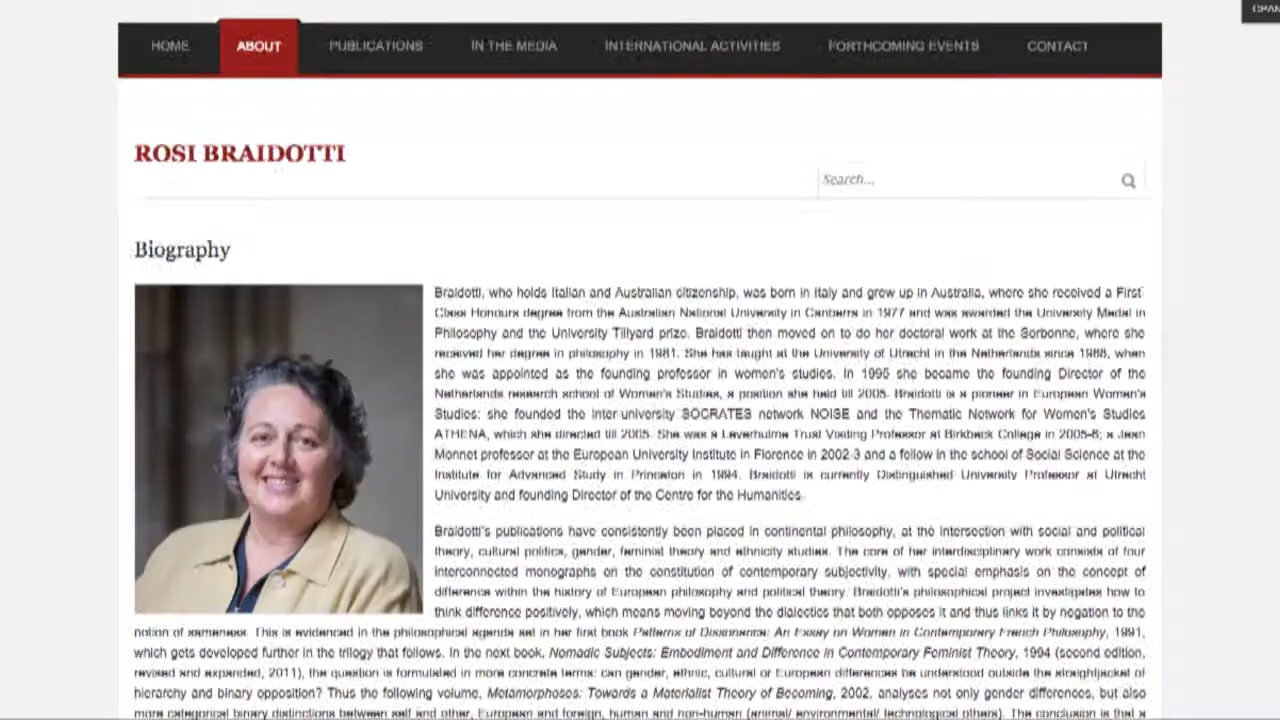 CPAN
HOME ABOUT PUBLICATIONS IN THE MEDIA INTERNATIONAL ACTIVITIES FORTHCOMING EVENTS CONTACT
ROSI BRAIDOTTI
Search...
Biography
Braidotti, who holds Italian and Australian citizenship, was born in Italy and grew up in Australia, where she received a First-
Class Honours degree from the Australian National University in Canberra in 1977 and was awarded the University Medal in
Philosophy and the University Tillyard prize. Braidotti then moved on to do her doctoral work at the Sorbonne, where she
received her degree in philosophy in 1981. She has taught at the University of Utrecht in the Netherlands since 1988, when
she was appointed as the founding professor in women's studies. In 1995 she became the founding Director of the
Netherlands research school of Women's Studies, a position she held till 2005. Braidotti is a pioneer in European Women's
Studies: she founded the inter-university SOCRATES network NOISE and the Thematic Network for Women's Studies
ATHENA, which she directed till 2005. She was a Leverhulme Trust Visiting Professor at Birkbeck College in 2005-6; a Jean
Monnet professor at the European University Institute in Florence in 2002-3 and a fellow in the school of Social Science at the
Institute for Advanced Study in Princeton in 1994. Braidotti is currently Distinguished University Professor at Utrecht
University and founding Director of the Centre for the Humanities.
Braidotti's publications have consistently been placed in continental philosophy, at the intersection with social and political
theory, cultural politics, gender, feminist theory and ethnicity studies. The core of her interdisciplinary work consists of four
interconnected monographs on the constitution of contemporary subjectivity, with special emphasis on the concept of
difference within the history of European philosophy and political theory. Braidotti's philosophical project investigates how to
think difference positively, which means moving beyond the dialectics that both opposes it and thus links it by negation to the
notion of sameness. This is evidenced in the philosophical agenda set in her first book Patterns of Dissonance: An Essay on Women in Contemporary French Philosophy, 1991,
which gets developed further in the trilogy that follows. In the next book, Nomadic Subjects: Embodiment and Difference in Contemporary Feminist Theory, 1994 (second edition,
revised and expanded, 2011), the question is formulated in more concrete terms: can gender, ethnic, cultural or European differences be understood outside the straightjacket of
hierarchy and binary opposition? Thus the following volume, Metamorphoses: Towards a Materialist Theory of Becoming, 2002, analyses not only gender differences, but also
more categorical binary distinctions between self and other, European and foreign, human and non-human (animal/ environmental/ technological others). The conclusion is that a